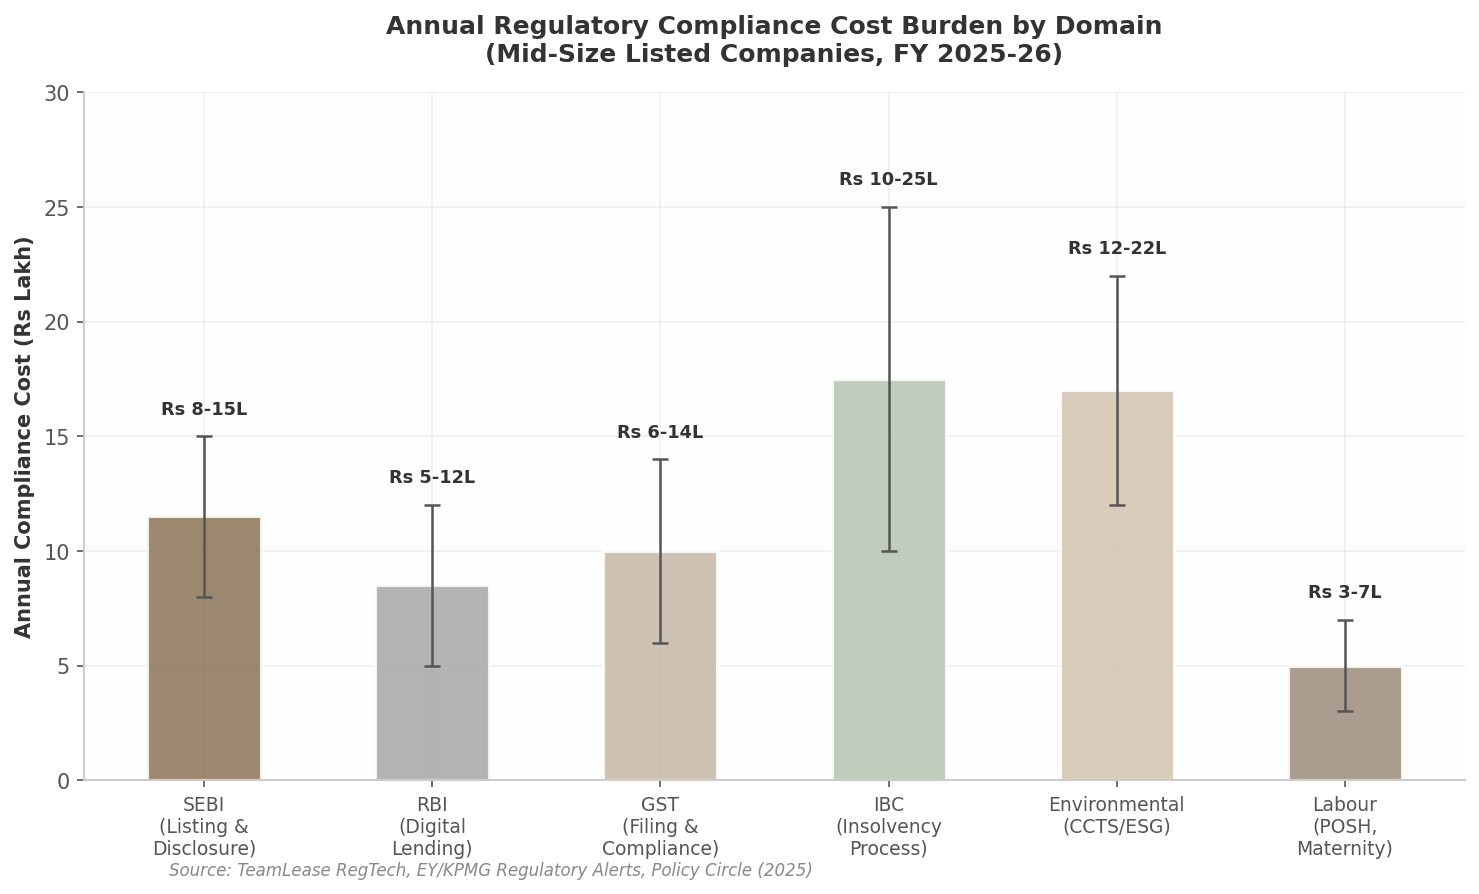 Annual Regulatory Compliance Cost Burden by Domain
(Mid-Size Listed Companies, FY 2025-26)
Annual Compliance Cost (Rs Lakh)
30
25
20
15
10
5
0
Rs 8-15L
Rs 5-12L
Rs 6-14L
Rs 10-25L
Rs 12-22L
Rs 3-7L
SEBI
(Listing &
Disclosure)
RBI
(Digital
Lending)
GST
(Filing &
Compliance)
IBC
(Insolvency
Process)
Environmental
(CCTS/ESG)
Labour
(POSH,
Maternity)
Source: TeamLease RegTech, EY/KPMG Regulatory Alerts, Policy Circle (2025)